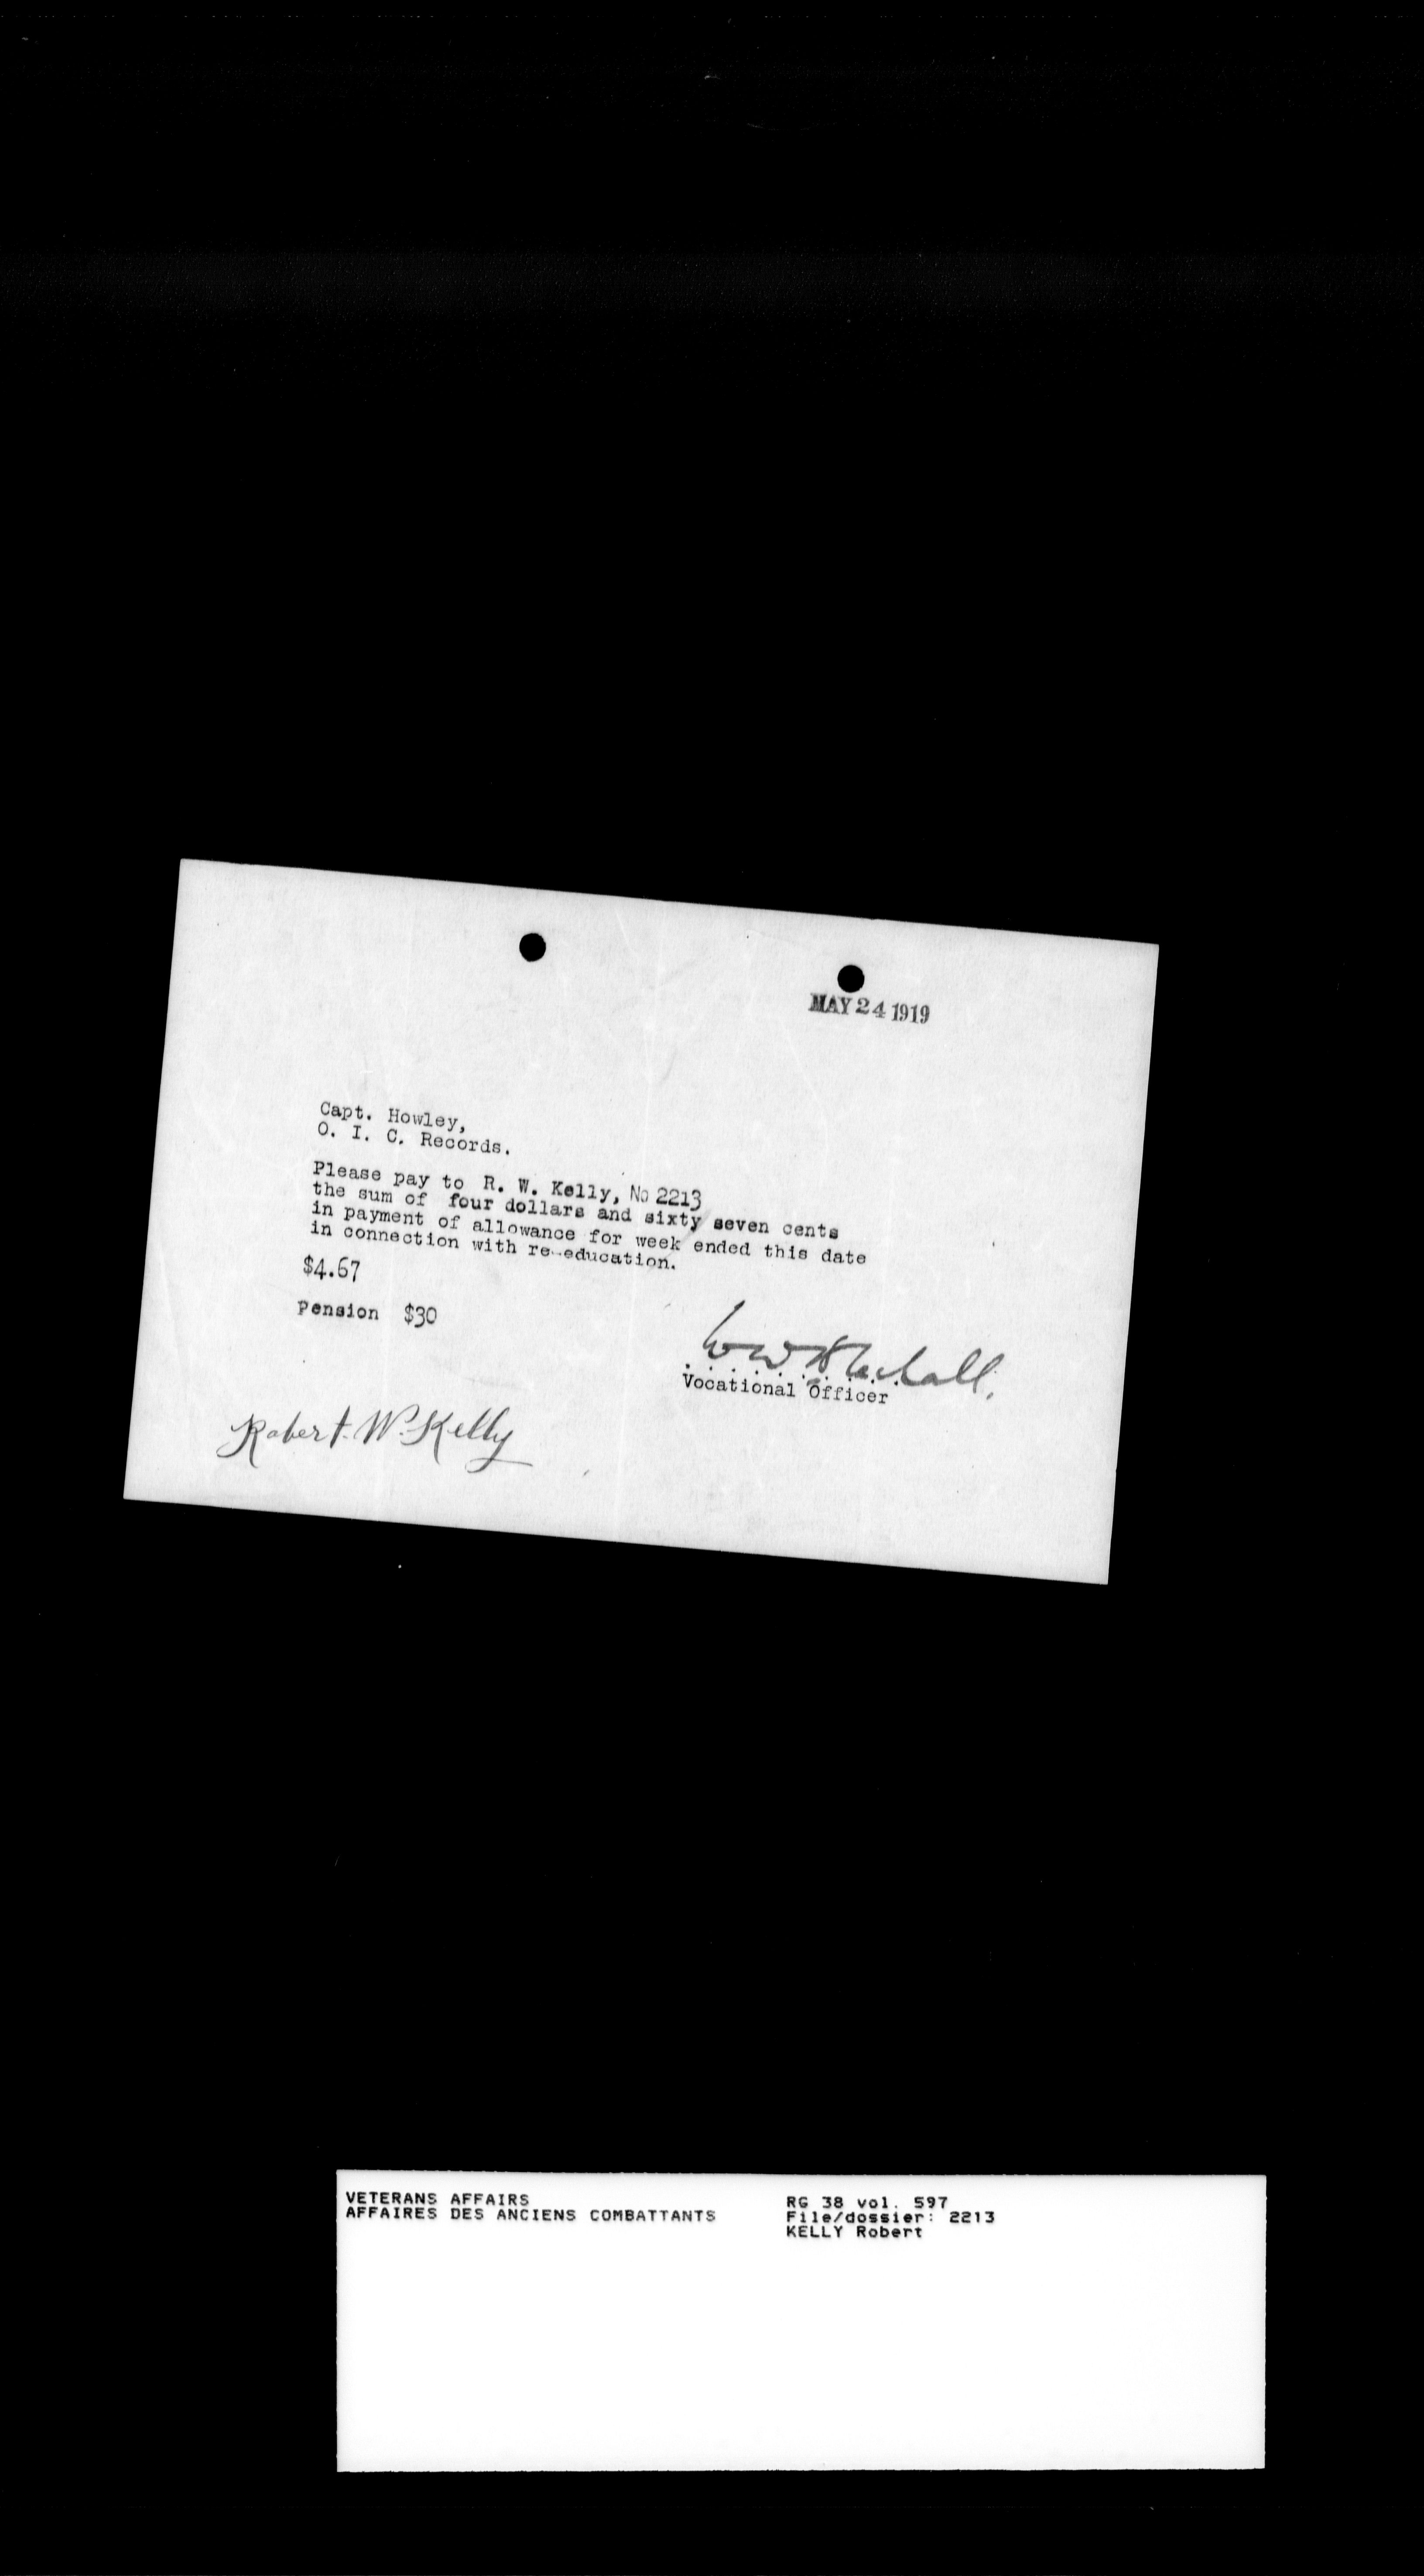 MAY 24 1919
Capt. Howley,
O. I. C. Records.
Please pay to R. W. Kelly, No 2213
the sum of four dollars and sixty seven cents
in payment of allowance for week ended this date
in connection with re-education.
$4.67
Pension $30
Vocational Officer
Robert. W. Kelly
VETERANS AFFAIRS
AFFAIRES DES ANCIENS COMBATTANTS
RG 38 vol. 597
File/dossier: 2213
KELLY Robert